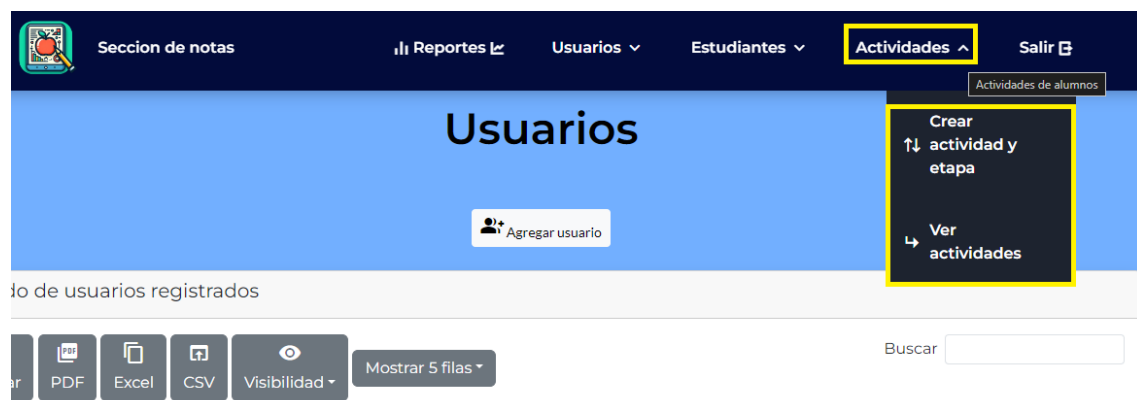 Seccion de notas
Reportes
Usuarios
Estudiantes
Actividades
Salir
Actividades de alumnos
Usuarios
Crear
actividad y
etapa
Agregar usuario
Ver
actividades
do de usuarios registrados
PDF
Excel
CSV
Visibilidad
Mostrar 5 filas
Buscar